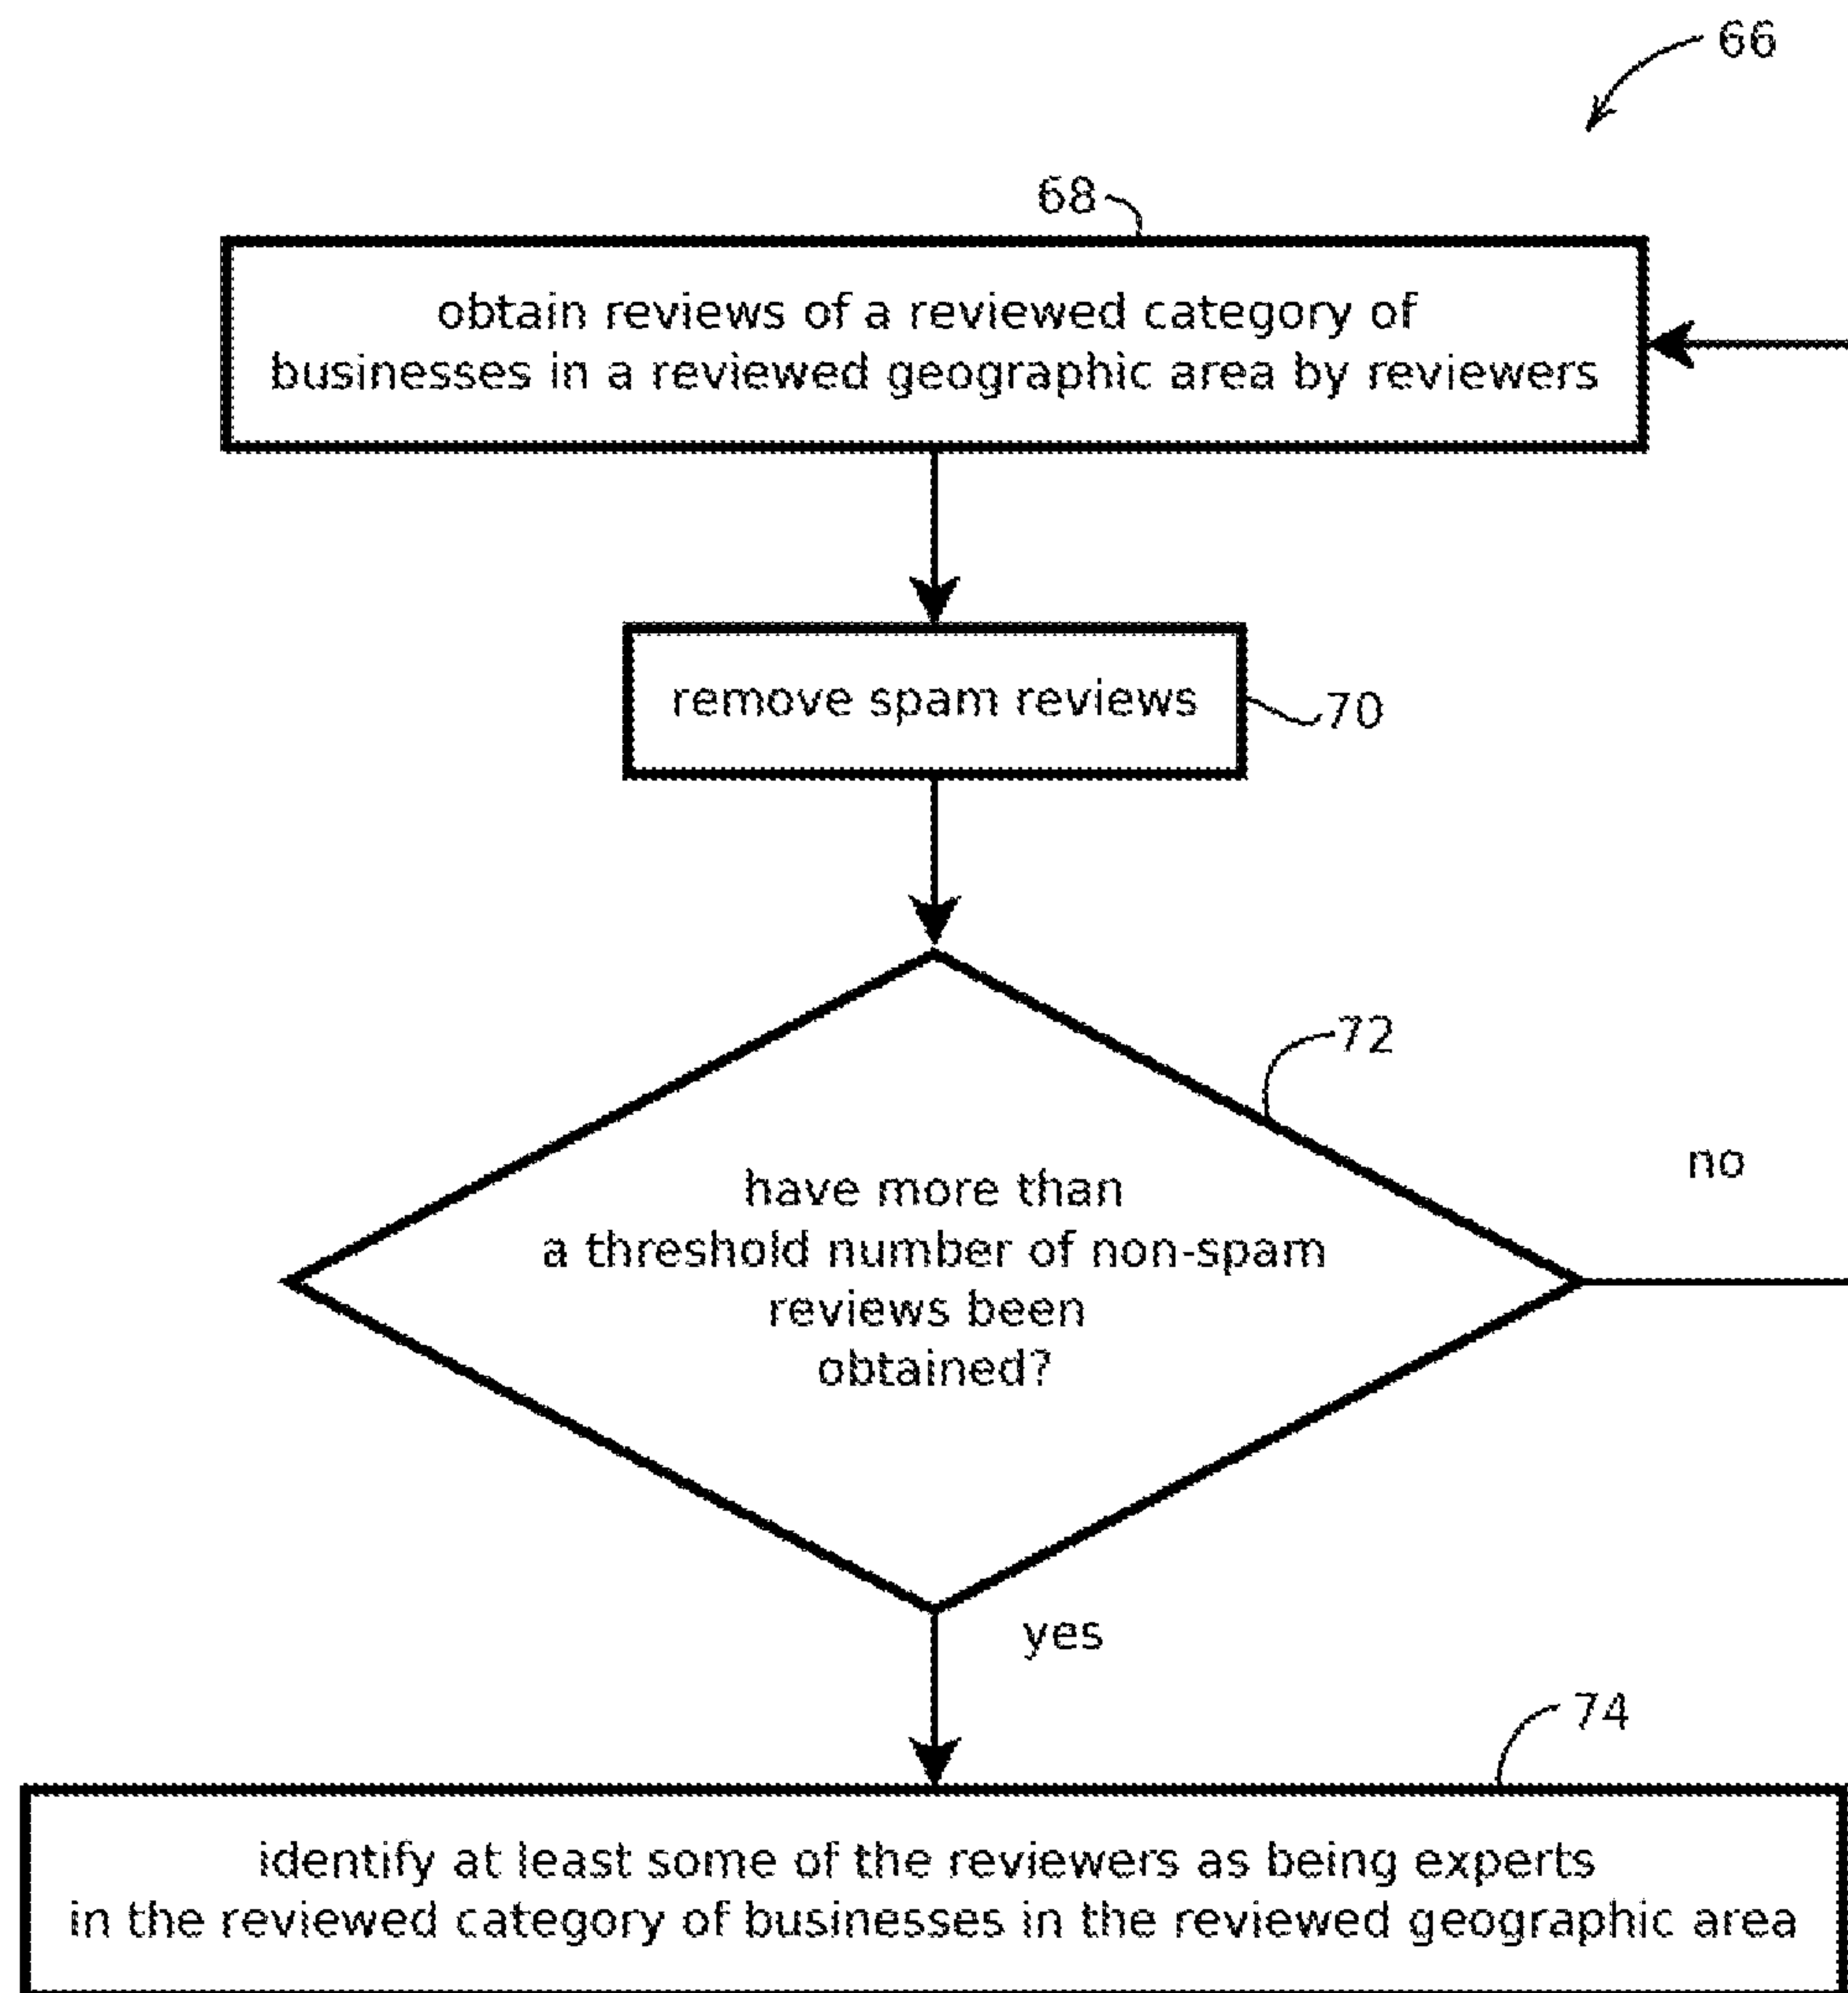 66
68
obtain reviews of a reviewed category of
businesses in a reviewed geographic area by reviewers
remove spam reviews
70
72
no
have more than
a threshold number of non-spam
reviews been
obtained?
yes
74
identify at least some of the reviewers as being experts
in the reviewed category of businesses in the reviewed geographic area